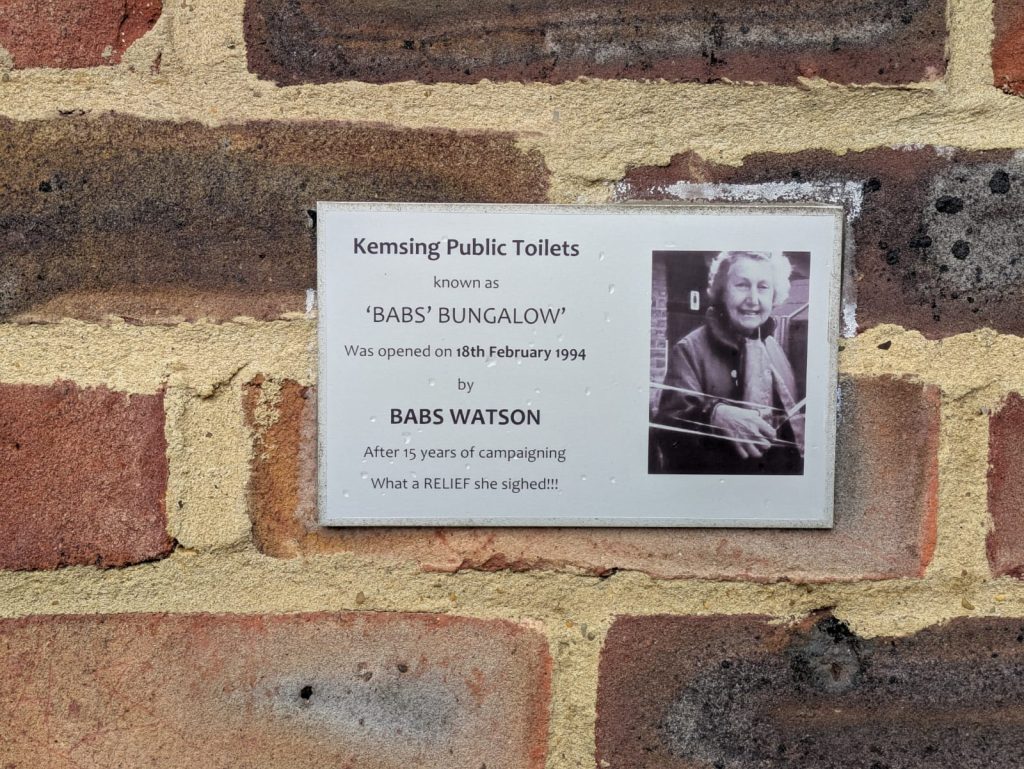 Kemsing Public Toilets
known as
‘BABS’ BUNGALOW’
Was opened on 18th February 1994
by
BABS WATSON
After 15 years of campaigning
What a RELIEF she sighed!!!